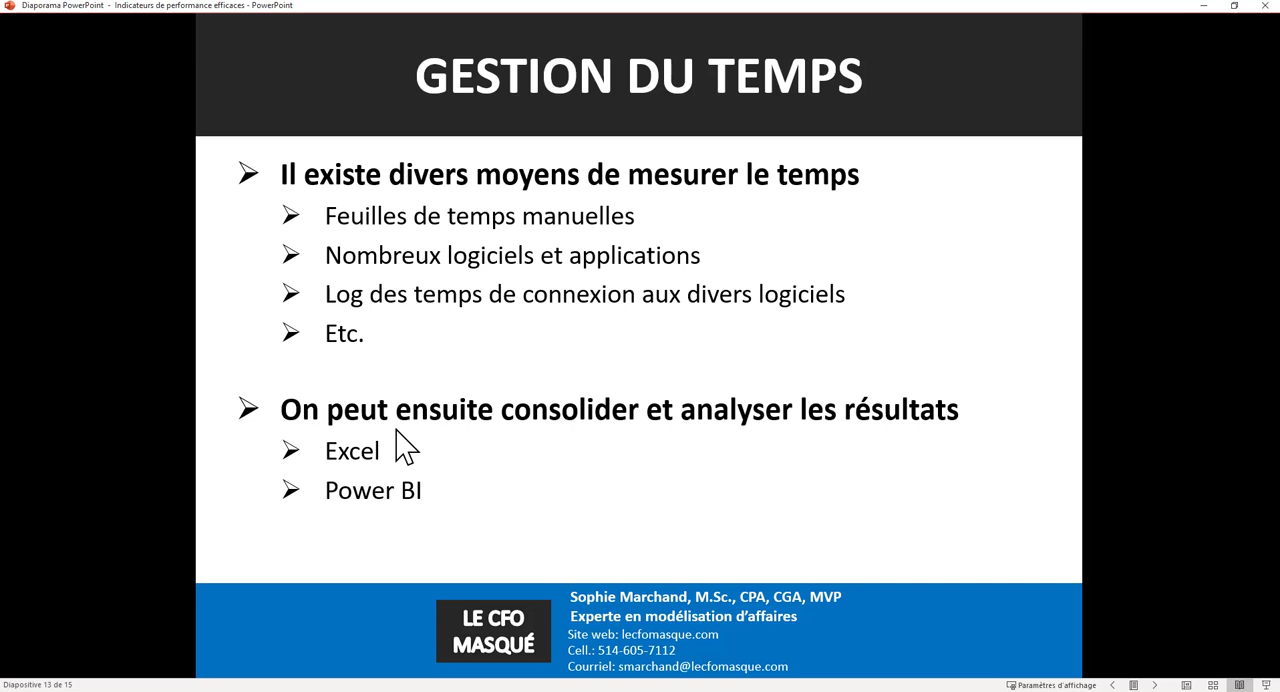 Diaporama PowerPoint - Indicateurs de performance efficaces - PowerPoint
GESTION DU TEMPS
Il existe divers moyens de mesurer le temps
Feuilles de temps manuelles
Nombreux logiciels et applications
Log des temps de connexion aux divers logiciels
Etc.
On peut ensuite consolider et analyser les résultats
Excel
Power BI
LE CFO
MASQUÉ
Sophie Marchand, M.Sc., CPA, CGA, MVP
Experte en modélisation d'affaires
Site web: lecfomasque.com
Cell.: 514-605-7112
Courriel: smarchand@lecfomasque.com
Diapositive 13 de 15
Paramètres d'affichage